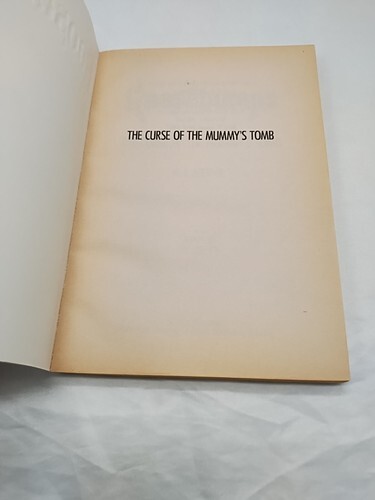 THE CURSE OF THE MUMMY'S TOMB